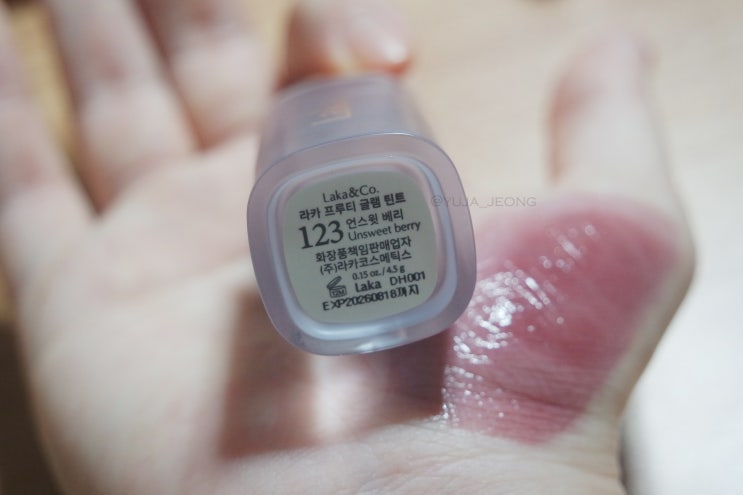 Laka&Co.
라카 프루티 글램 틴트
123 언스윗 베리
Unsweet berry
화장품책임판매업자
(주)라카코스메틱스
0.15 oz. / 4.5 g
12M Laka DH001
EXP20260818까지
@YUJA_JEONG